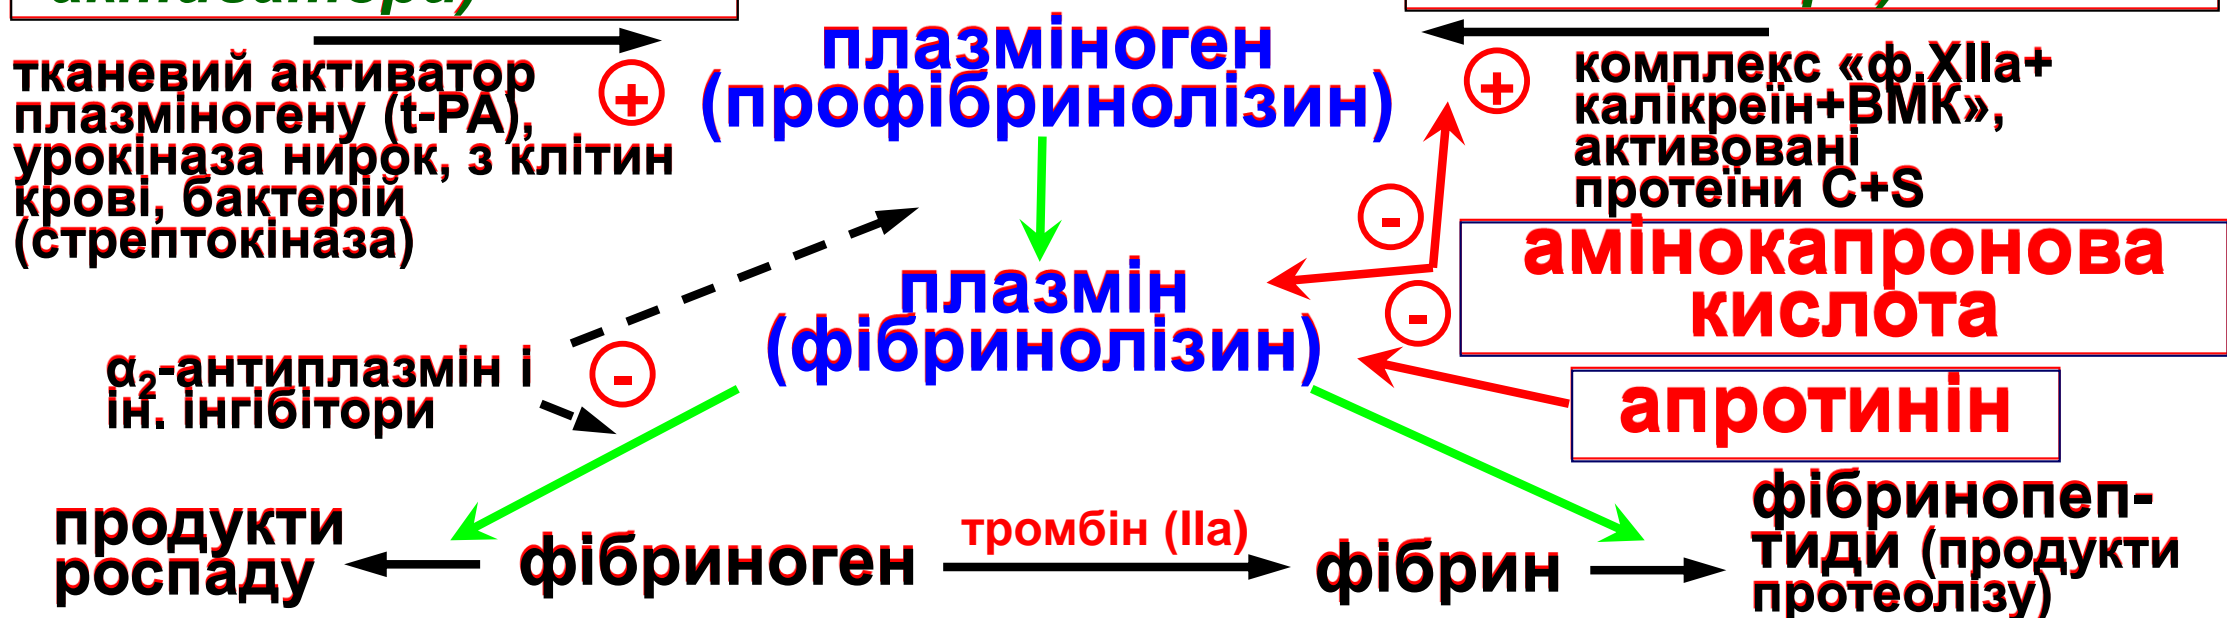 плазміноген
(профібринолізин)
тканевий активатор
плазміногену (t-PA),
урокіназа нирок, з клітин
крові, бактерій
(стрептокіназа)
+
+
комплекс «ф.XIIa+
калікреїн+ВМК»,
активовані
протеїни С+S
-
амінокапронова
кислота
плазмін
(фібринолізин)
-
α2-антиплазмін і
ін. інгібітори
-
апротинін
продукти
розпаду
фібриноген
тромбін (IIa)
фібрин
фібринопеп-
тиди (продукти
протеолізу)